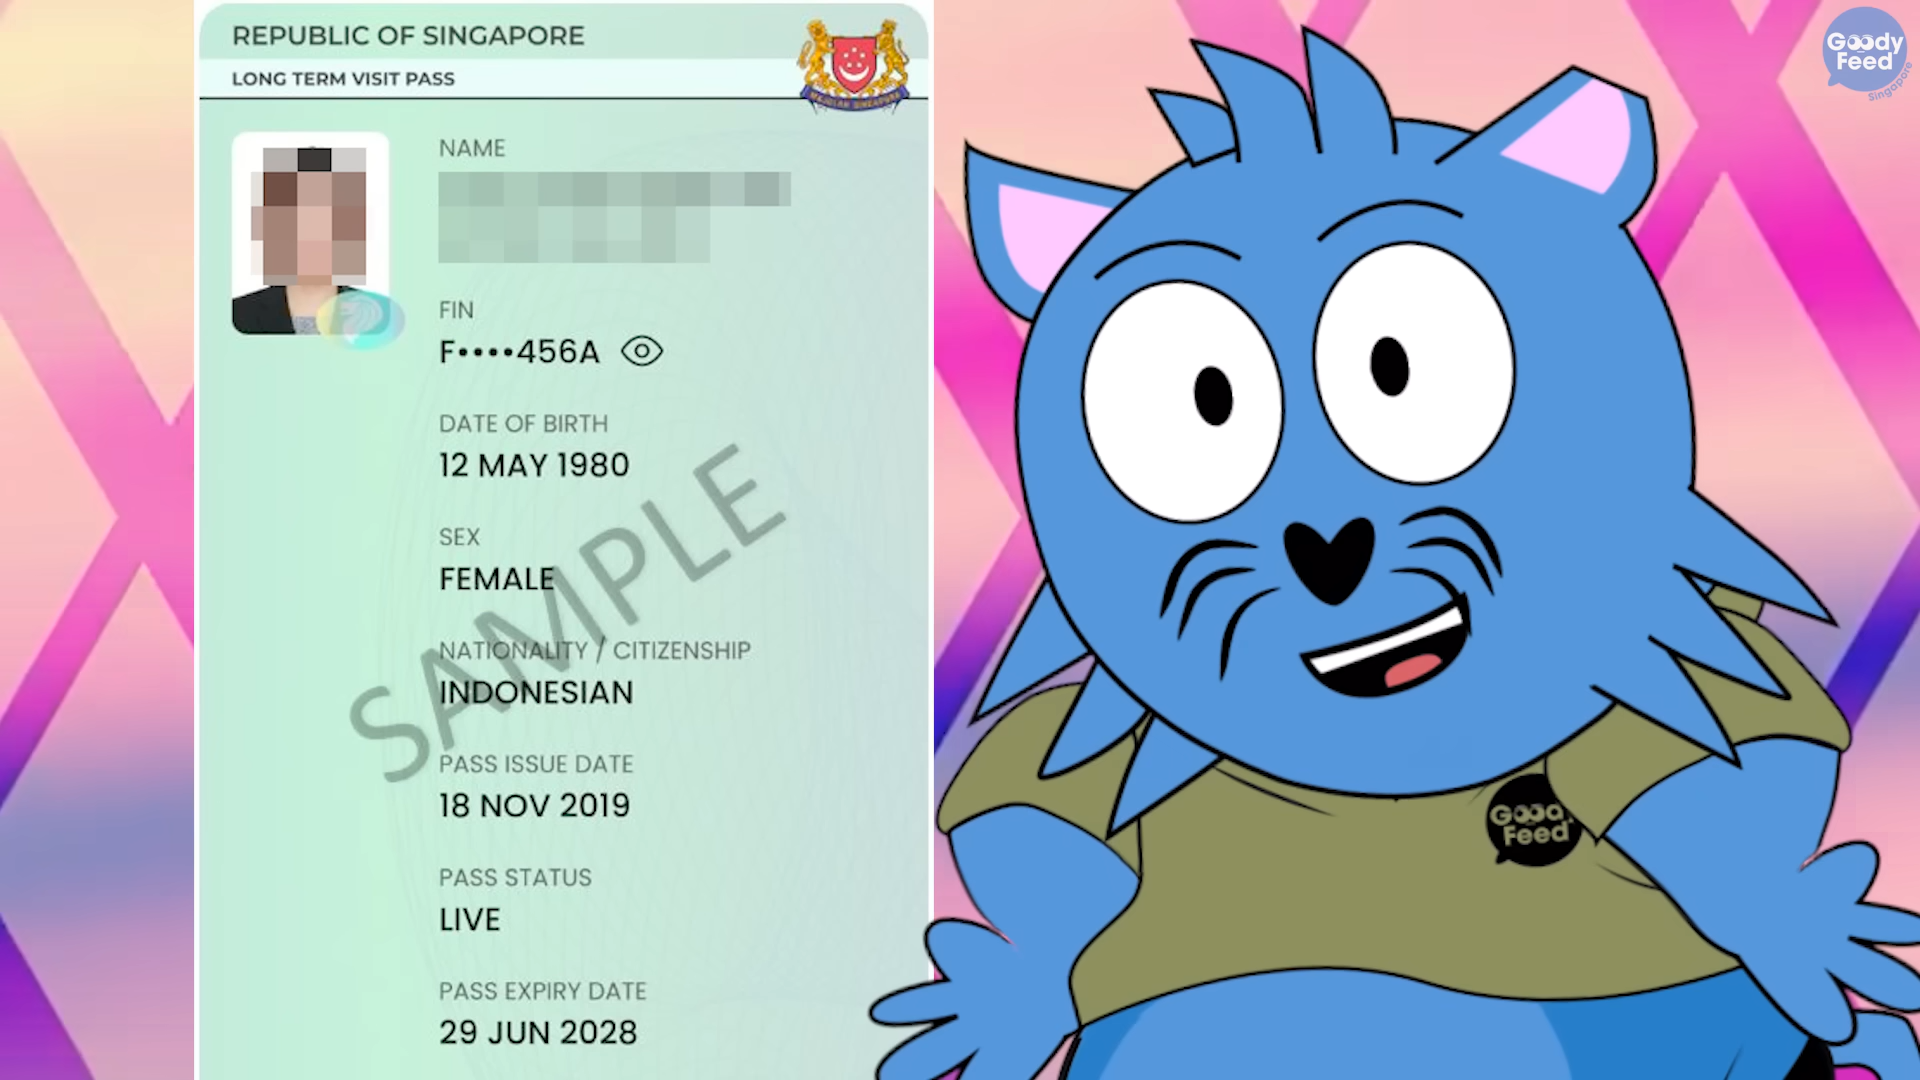 REPUBLIC OF SINGAPORE
LONG TERM VISIT PASS
MAJULAH SINGAPURA
NAME
FIN
F••••456A
DATE OF BIRTH
12 MAY 1980
SEX
FEMALE
NATIONALITY / CITIZENSHIP
INDONESIAN
PASS ISSUE DATE
18 NOV 2019
PASS STATUS
LIVE
PASS EXPIRY DATE
29 JUN 2028
SAMPLE
Goody
Feed
Singapore
Goody
Feed